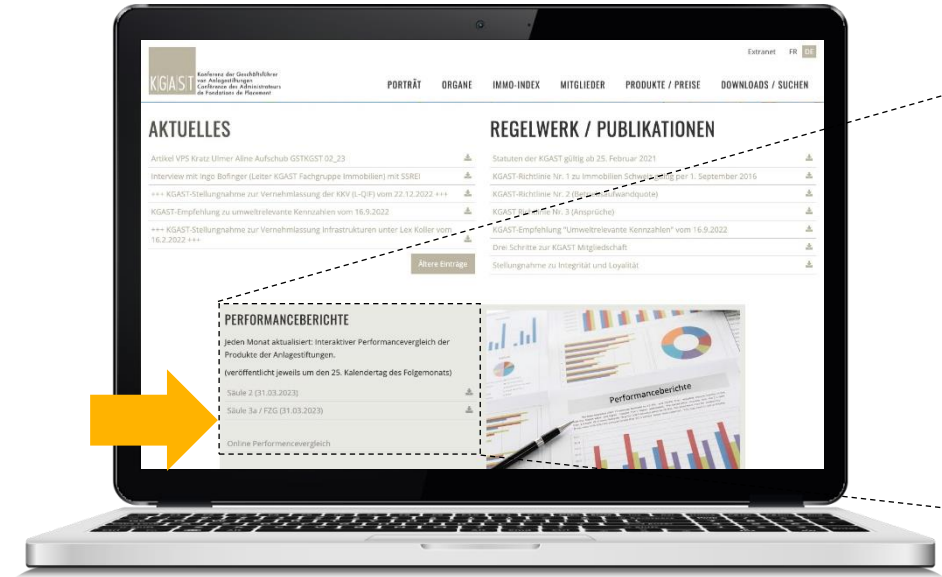 Extranet FR DE
KGAST
Konferenz der Geschäftsführer
von Anlagestiftungen
Conférence des Administrateurs
de Fondations de Placement
PORTRÄT ORGANE IMMO-INDEX MITGLIEDER PRODUKTE / PREISE DOWNLOADS / SUCHEN
AKTUELLES
Artikel VPS Kratz Ulmer Aline Aufschub GSTKGST 02_23
Interview mit Ingo Bofinger (Leiter KGAST Fachgruppe Immobilien) mit SSREI
+++ KGAST-Stellungnahme zur Vernehmlassung der KKV (L-QIF) vom 22.12.2022 +++
KGAST-Empfehlung zu umweltrelevante Kennzahlen vom 16.9.2022
+++ KGAST-Stellungnahme zur Vernehmlassung Infrastrukturen unter Lex Koller vom
16.2.2022 +++
Ältere Einträge
REGELWERK / PUBLIKATIONEN
Statuten der KGAST gültig ab 25. Februar 2021
KGAST-Richtlinie Nr. 1 zu Immobilien Schweiz gültig per 1. September 2016
KGAST-Richtlinie Nr. 2 (Betriebsaufwandquote)
KGAST Richtlinie Nr. 3 (Ansprüche)
KGAST-Empfehlung "Umweltrelevante Kennzahlen" vom 16.9.2022
Drei Schritte zur KGAST Mitgliedschaft
Stellungnahme zu Integrität und Loyalität
PERFORMANCEBERICHTE
Jeden Monat aktualisiert: Interaktiver Performancevergleich der
Produkte der Anlagestiftungen.
(veröffentlicht jeweils um den 25. Kalendertag des Folgemonats)
Säule 2 (31.03.2023)
Säule 3a / FZG (31.03.2023)
Online Performencevergleich
Performanceberichte